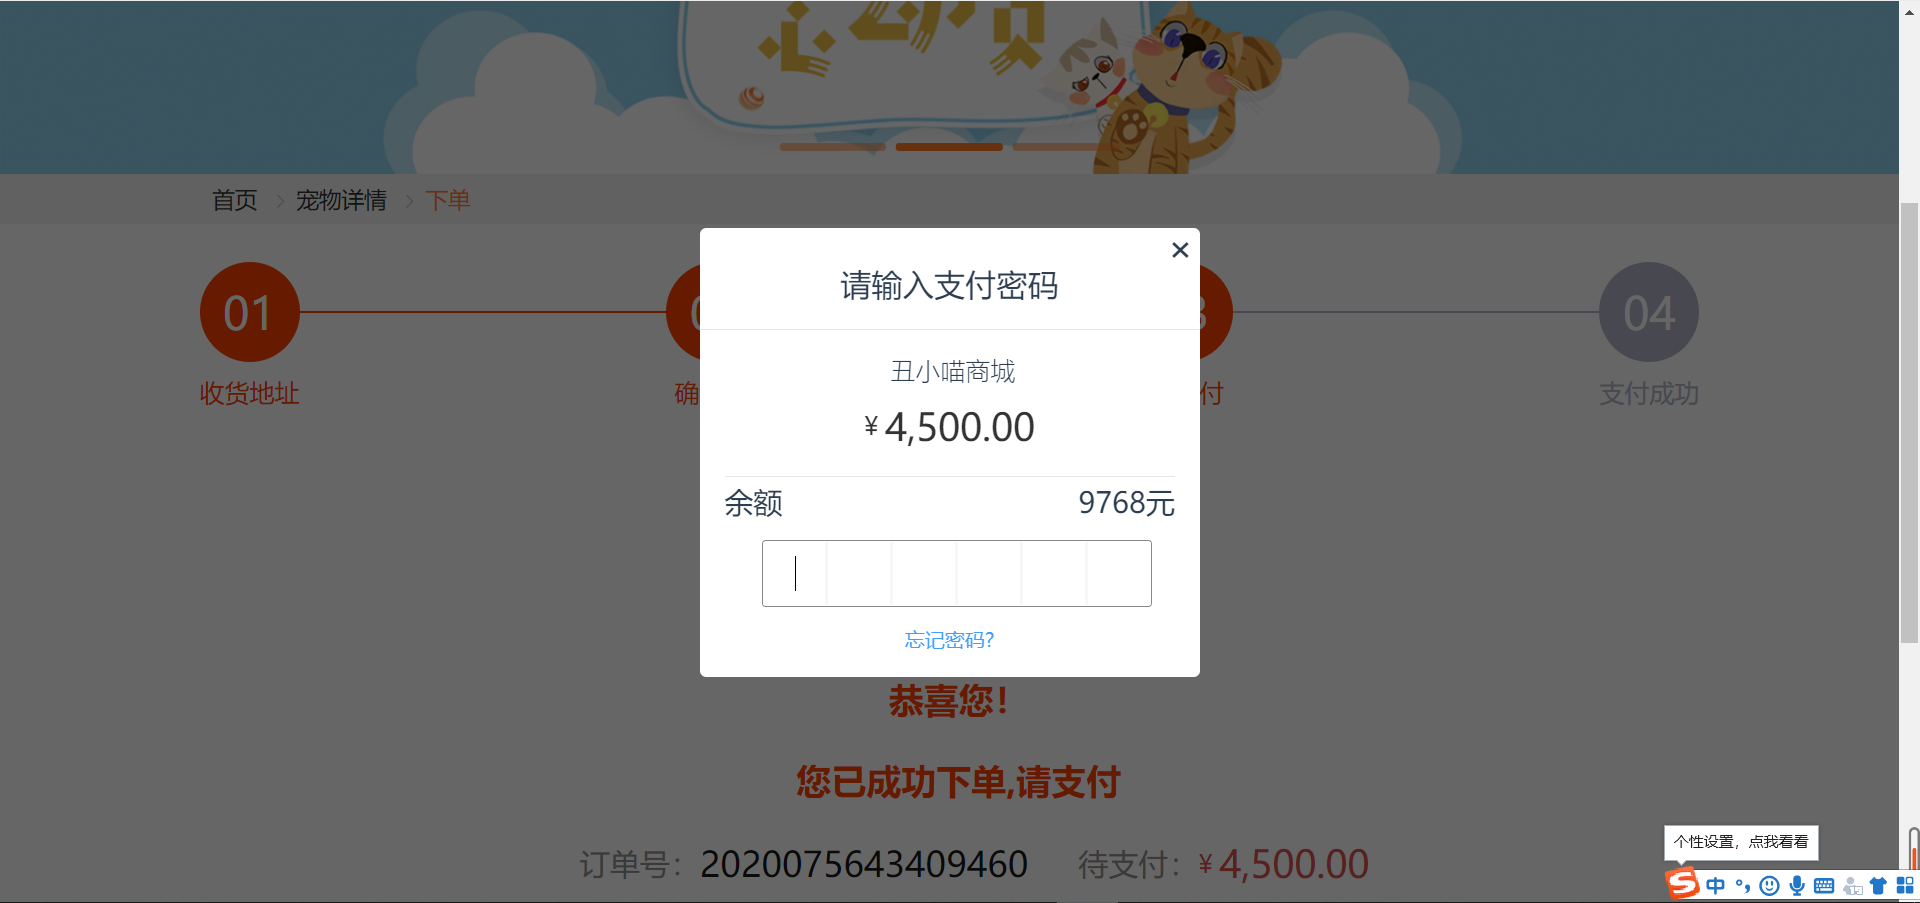 首页 > 宠物详情 > 下单
请输入支付密码
01
04
收货地址
确
付
支付成功
丑小喵商城
¥4,500.00
余额 9768元
忘记密码?
恭喜您!
您已成功下单,请支付
订单号：2020075643409460 待支付：¥4,500.00
个性设置，点我看看
中